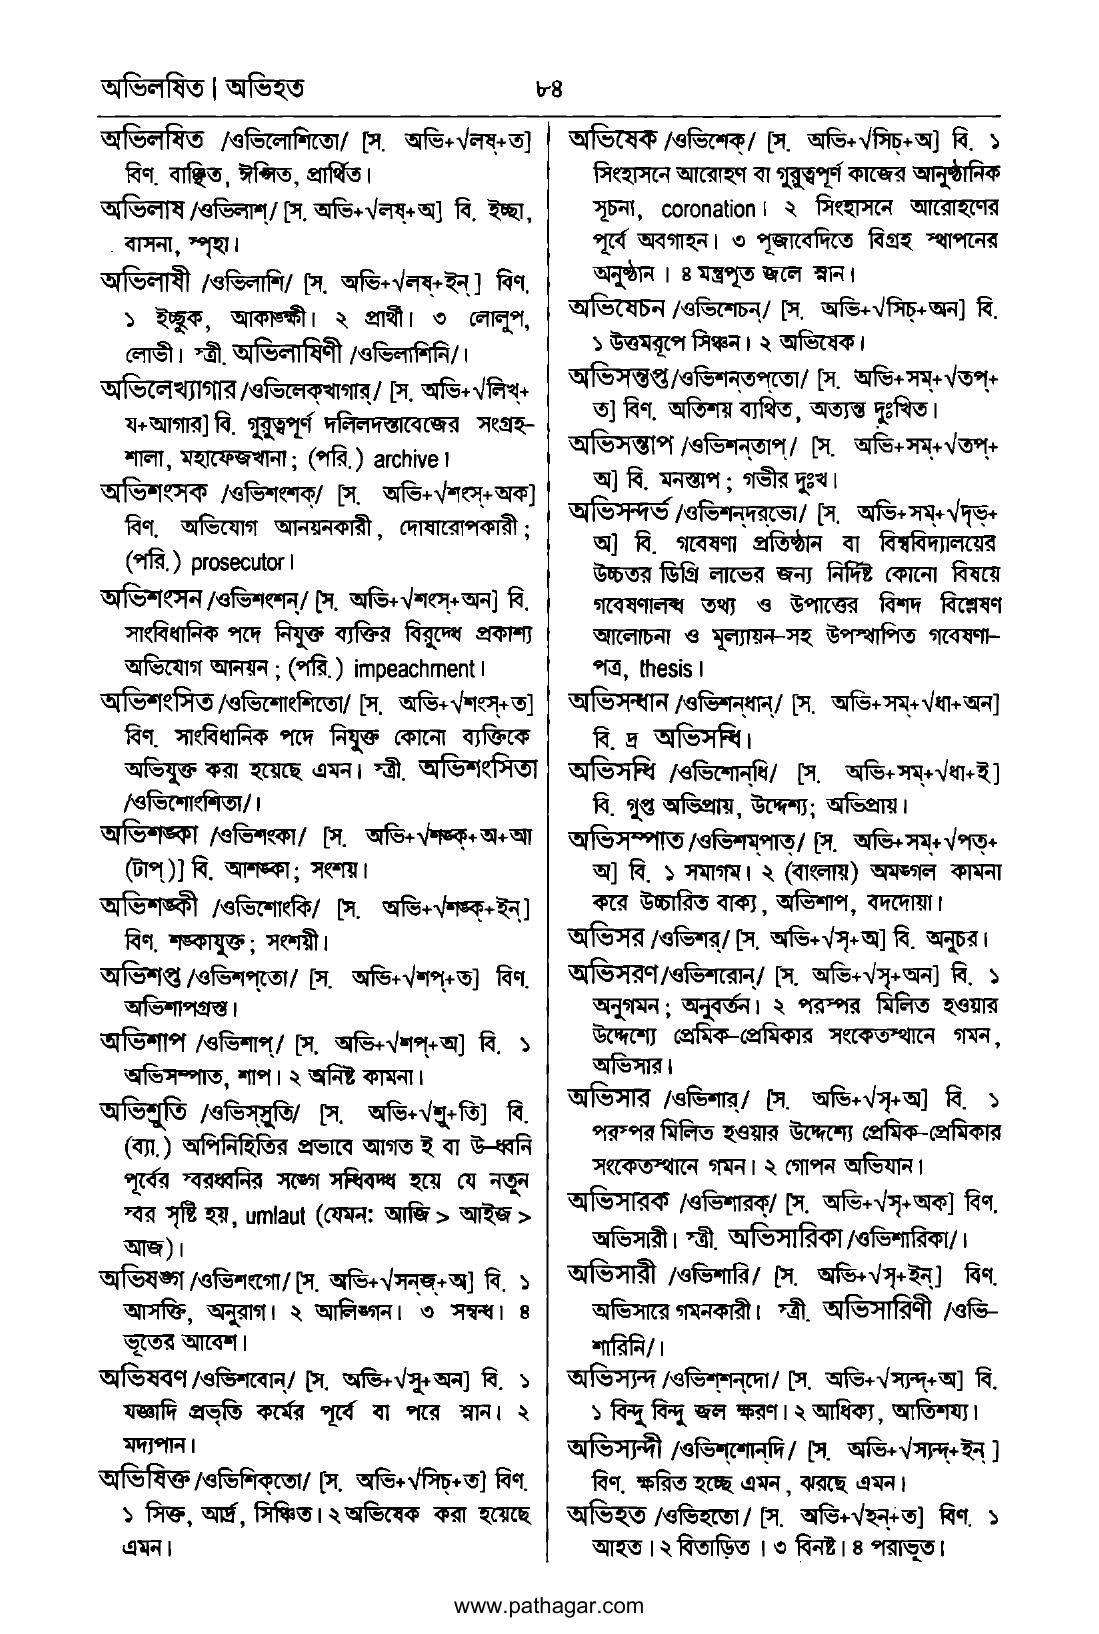 অভিলষিত | অভিহত
৮৪
অভিলষিত /ওভিলোশিতো/ [স. অভি+√লষ্+ত]
বিণ. বাঞ্ছিত, ঈপ্সিত, প্রার্থিত।
অভিলাষ /ওভিলাশ্/ [স. অভি+√লষ্+অ] বি. ইচ্ছা,
বাসনা, স্পৃহা।
অভিলাষী /ওভিলাশি/ [স. অভি+√লষ্+ইন্] বিণ.
১ ইচ্ছুক, আকাঙ্ক্ষী। ২ প্রার্থী। ৩ লোলুপ,
লোভী। স্ত্রী. অভিলাষিণী /ওভিলাশিনি/।
অভিলেখ্যাগার /ওভিলেক্‌খাগার্/ [স. অভি+√লিখ্+
য+আগার] বি. গুরুত্বপূর্ণ দলিলদস্তাবেজের সংগ্রহ-
শালা, মহাফেজখানা; (পরি.) archive।
অভিশংসক /ওভিশংশক্/ [স. অভি+√শংস্+অক]
বিণ. অভিযোগ আনয়নকারী, দোষারোপকারী;
(পরি.) prosecutor।
অভিশংসন /ওভিশংশন্/ [স. অভি+√শংস্+অন] বি.
সাংবিধানিক পদে নিযুক্ত ব্যক্তির বিরুদ্ধে প্রকাশ্য
অভিযোগ আনয়ন; (পরি.) impeachment।
অভিশংসিত /ওভিশোংশিতো/ [স. অভি+√শংস্+ত]
বিণ. সাংবিধানিক পদে নিযুক্ত কোনো ব্যক্তিকে
অভিযুক্ত করা হয়েছে এমন। স্ত্রী. অভিশংসিতা
/ওভিশোংশিতা/।
অভিশঙ্কা /ওভিশংকা/ [স. অভি+√শঙ্ক্+অ+আ
(টাপ্)] বি. আশঙ্কা; সংশয়।
অভিশঙ্কী /ওভিশোংকি/ [স. অভি+√শঙ্ক্+ইন্]
বিণ. শঙ্কাযুক্ত; সংশয়ী।
অভিশপ্ত /ওভিশপ্‌তো/ [স. অভি+√শপ্+ত] বিণ.
অভিশাপগ্রস্ত।
অভিশাপ /ওভিশাপ্/ [স. অভি+√শপ্+অ] বি. ১
অভিসম্পাত, শাপ। ২ অনিষ্ট কামনা।
অভিশ্রুতি /ওভিস্‌স্রুতি/ [স. অভি+√শ্রু+তি] বি.
(ব্যা.) অপিনিহিতির প্রভাবে আগত ই বা উ-ধ্বনি
পূর্বের স্বরধ্বনির সঙ্গে সন্ধিবদ্ধ হয়ে যে নতুন
স্বর সৃষ্টি হয়, umlaut (যেমন: আজি > আইজ >
আজ)।
অভিষঙ্গ /ওভিশংগো/ [স. অভি+√সন্‌জ্+অ] বি. ১
আসক্তি, অনুরাগ। ২ আলিঙ্গন। ৩ সম্বন্ধ। ৪
ভূতের আবেশ।
অভিষবণ /ওভিশবোন্/ [স. অভি+√সূ+অন] বি. ১
যজ্ঞাদি প্রভৃতি কর্মের পূর্বে বা পরে স্নান। ২
মদ্যপান।
অভিষিক্ত /ওভিশিক্‌তো/ [স. অভি+√সিচ্+ত] বিণ.
১ সিক্ত, আর্দ্র, সিঞ্চিত। ২ অভিষেক করা হয়েছে
এমন।
অভিষেক /ওভিশেক্/ [স. অভি+√সিচ্+অ] বি. ১
সিংহাসনে আরোহণ বা গুরুত্বপূর্ণ কাজের আনুষ্ঠানিক
সূচনা, coronation। ২ সিংহাসনে আরোহণের
পূর্বে অবগাহন। ৩ পূজাবেদিতে বিগ্রহ স্থাপনের
অনুষ্ঠান। ৪ মন্ত্রপূত জলে স্নান।
অভিষেচন /ওভিশেচন্/ [স. অভি+√সিচ্+অন] বি.
১ উত্তমরূপে সিঞ্চন। ২ অভিষেক।
অভিসন্তপ্ত /ওভিশন্‌তপ্‌তো/ [স. অভি+সম্+√তপ্+
ত] বিণ. অতিশয় ব্যথিত, অত্যন্ত দুঃখিত।
অভিসন্তাপ /ওভিশন্‌তাপ্/ [স. অভি+সম্+√তপ্+
অ] বি. মনস্তাপ; গভীর দুঃখ।
অভিসন্দর্ভ /ওভিশন্‌দর্‌ভো/ [স. অভি+সম্+√দৃভ্+
অ] বি. গবেষণা প্রতিষ্ঠান বা বিশ্ববিদ্যালয়ের
উচ্চতর ডিগ্রি লাভের জন্য নির্দিষ্ট কোনো বিষয়ে
গবেষণালব্ধ তথ্য ও উপাত্তের বিশদ বিশ্লেষণ
আলোচনা ও মূল্যায়ন-সহ উপস্থাপিত গবেষণা-
পত্র, thesis।
অভিসন্ধান /ওভিশন্‌ধান্/ [স. অভি+সম্+√ধা+অন]
বি. দ্র অভিসন্ধি।
অভিসন্ধি /ওভিশোন্‌ধি/ [স. অভি+সম্+√ধা+ই]
বি. গুপ্ত অভিপ্রায়, উদ্দেশ্য; অভিপ্রায়।
অভিসম্পাত /ওভিশম্‌পাত্/ [স. অভি+সম্+√পত্+
অ] বি. ১ সমাগম। ২ (বাংলায়) অমঙ্গল কামনা
করে উচ্চারিত বাক্য, অভিশাপ, বদদোয়া।
অভিসর /ওভিশর্/ [স. অভি+√সৃ+অ] বি. অনুচর।
অভিসরণ /ওভিশরোন্/ [স. অভি+√সৃ+অন] বি. ১
অনুগমন; অনুবর্তন। ২ পরস্পর মিলিত হওয়ার
উদ্দেশ্যে প্রেমিক-প্রেমিকার সংকেতস্থানে গমন,
অভিসার।
অভিসার /ওভিশার্/ [স. অভি+√সৃ+অ] বি. ১
পরস্পর মিলিত হওয়ার উদ্দেশ্যে প্রেমিক-প্রেমিকার
সংকেতস্থানে গমন। ২ গোপন অভিযান।
অভিসারক /ওভিশারক্/ [স. অভি+√সৃ+অক] বিণ.
অভিসারী। স্ত্রী. অভিসারিকা /ওভিশারিকা/।
অভিসারী /ওভিশারি/ [স. অভি+√সৃ+ইন্] বিণ.
অভিসারে গমনকারী। স্ত্রী. অভিসারিণী /ওভি-
শারিনি/।
অভিস্যন্দ /ওভিশ্‌শন্‌দো/ [স. অভি+√স্যন্দ্+অ] বি.
১ বিন্দু বিন্দু জল ক্ষরণ। ২ আধিক্য, আতিশয্য।
অভিস্যন্দী /ওভিশ্‌শোন্‌দি/ [স. অভি+√স্যন্দ্+ইন্]
বিণ. ক্ষরিত হচ্ছে এমন, ঝরছে এমন।
অভিহত /ওভিহতো/ [স. অভি+√হন্+ত] বিণ. ১
আহত। ২ বিতাড়িত। ৩ বিনষ্ট। ৪ পরাভূত।
www.pathagar.com